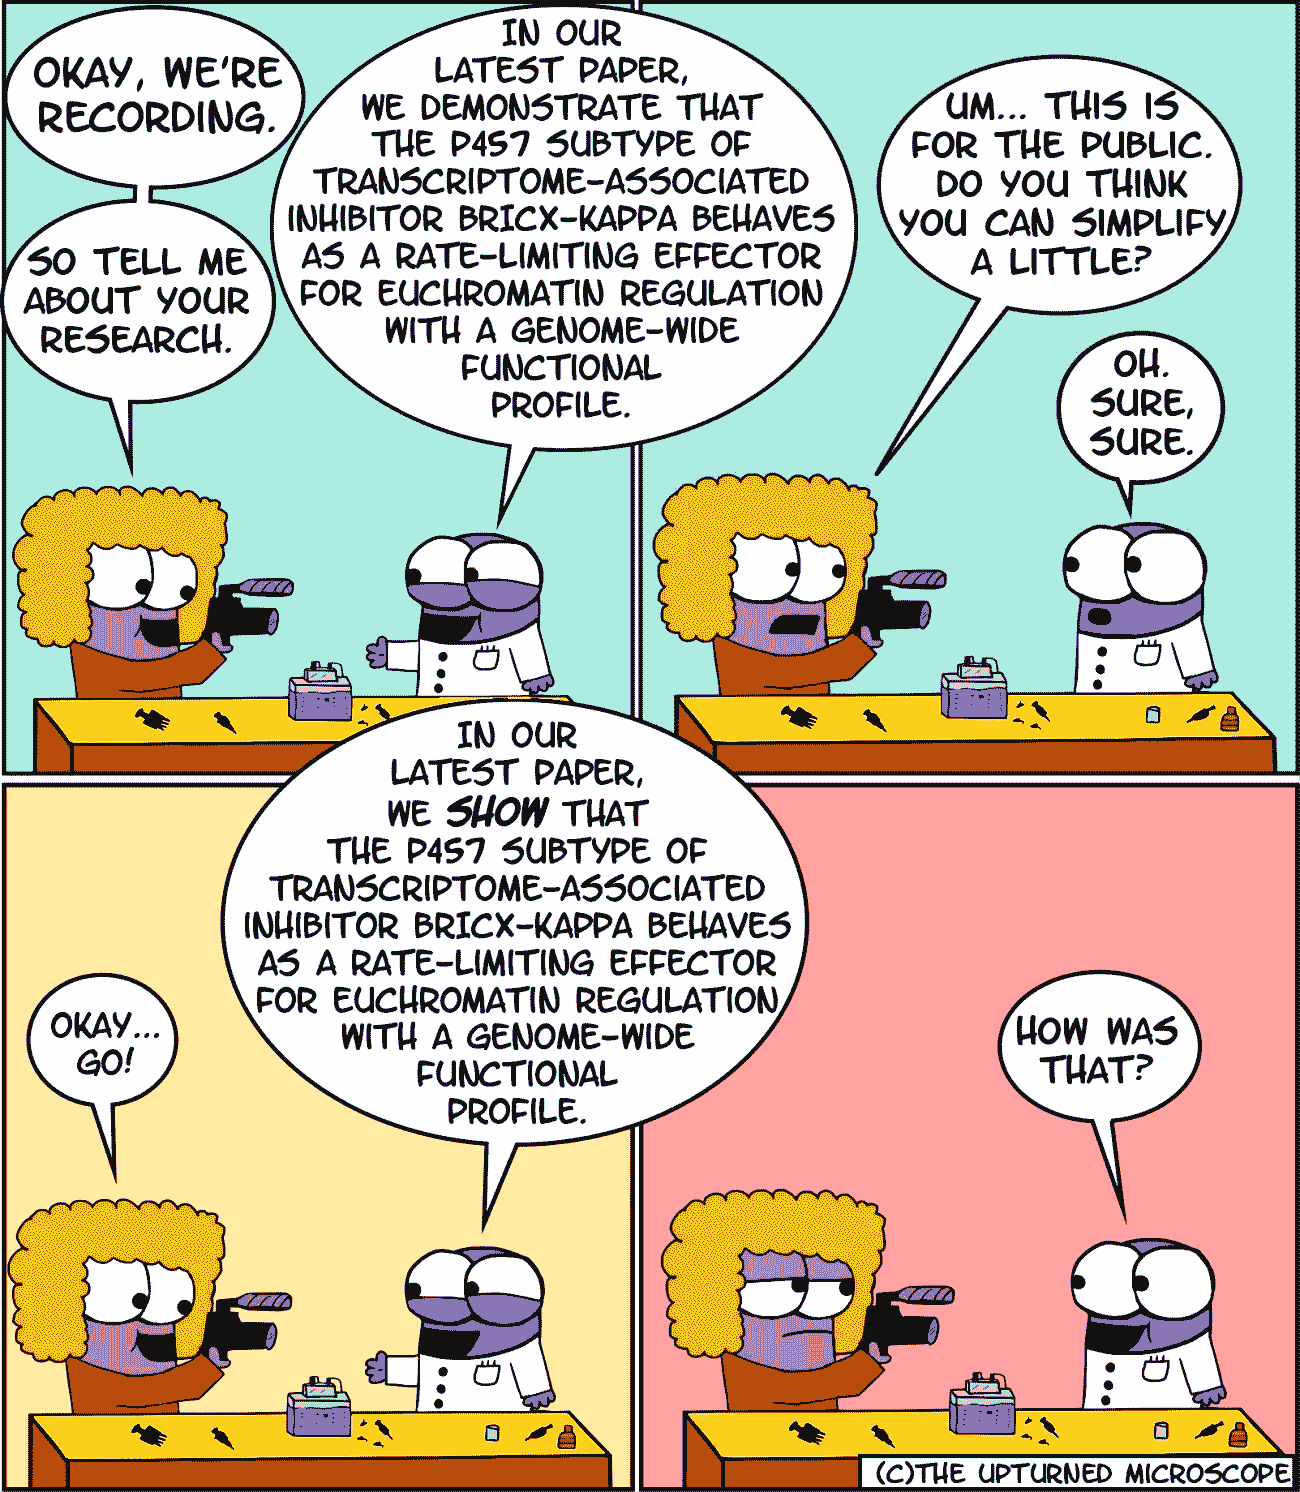 OKAY, WE'RE
RECORDING.
SO TELL ME
ABOUT YOUR
RESEARCH.
IN OUR
LATEST PAPER,
WE DEMONSTRATE THAT
THE P457 SUBTYPE OF
TRANSCRIPTOME-ASSOCIATED
INHIBITOR BRICX-KAPPA BEHAVES
AS A RATE-LIMITING EFFECTOR
FOR EUCHROMATIN REGULATION
WITH A GENOME-WIDE
FUNCTIONAL
PROFILE.
UM... THIS IS
FOR THE PUBLIC.
DO YOU THINK
YOU CAN SIMPLIFY
A LITTLE?
OH.
SURE,
SURE.
OKAY...
GO!
IN OUR
LATEST PAPER,
WE SHOW THAT
THE P457 SUBTYPE OF
TRANSCRIPTOME-ASSOCIATED
INHIBITOR BRICX-KAPPA BEHAVES
AS A RATE-LIMITING EFFECTOR
FOR EUCHROMATIN REGULATION
WITH A GENOME-WIDE
FUNCTIONAL
PROFILE.
HOW WAS
THAT?
(C)THE UPTURNED MICROSCOPE